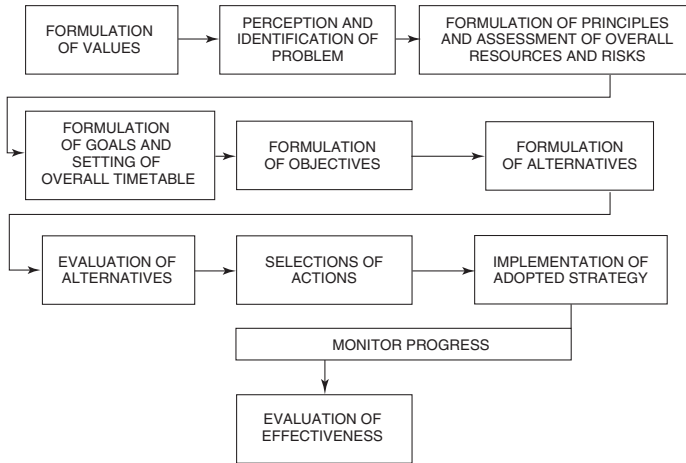 FORMULATION
OF VALUES
PERCEPTION AND
IDENTIFICATION OF
PROBLEM
FORMULATION OF PRINCIPLES
AND ASSESSMENT OF OVERALL
RESOURCES AND RISKS
FORMULATION
OF GOALS AND
SETTING OF
OVERALL TIMETABLE
FORMULATION
OF OBJECTIVES
FORMULATION
OF ALTERNATIVES
EVALUATION OF
ALTERNATIVES
SELECTIONS OF
ACTIONS
IMPLEMENTATION OF
ADOPTED STRATEGY
MONITOR PROGRESS
EVALUATION OF
EFFECTIVENESS